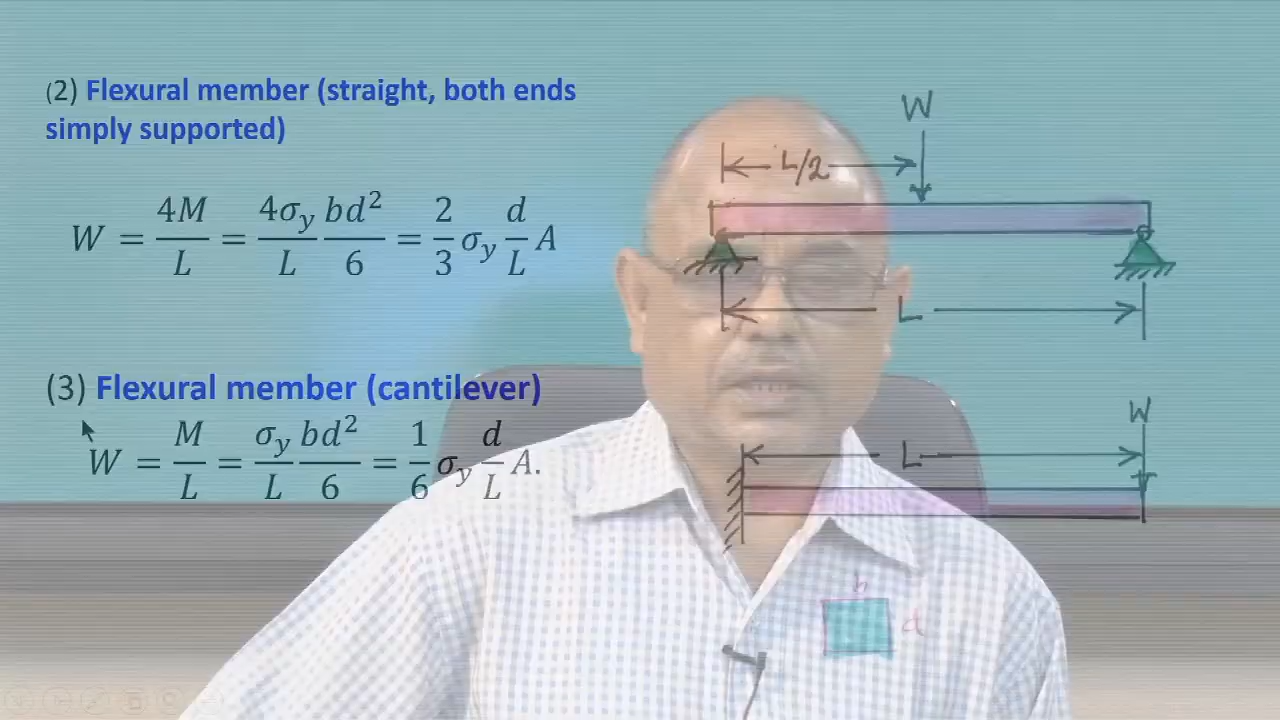 (2) Flexural member (straight, both ends
simply supported)
W = 4M/L = 4σ_y/L bd²/6 = 2/3 σ_y d/L A
(3) Flexural member (cantilever)
W = M/L = σ_y/L bd²/6 = 1/6 σ_y d/L A.
W
L/2
L
W
L
b
d